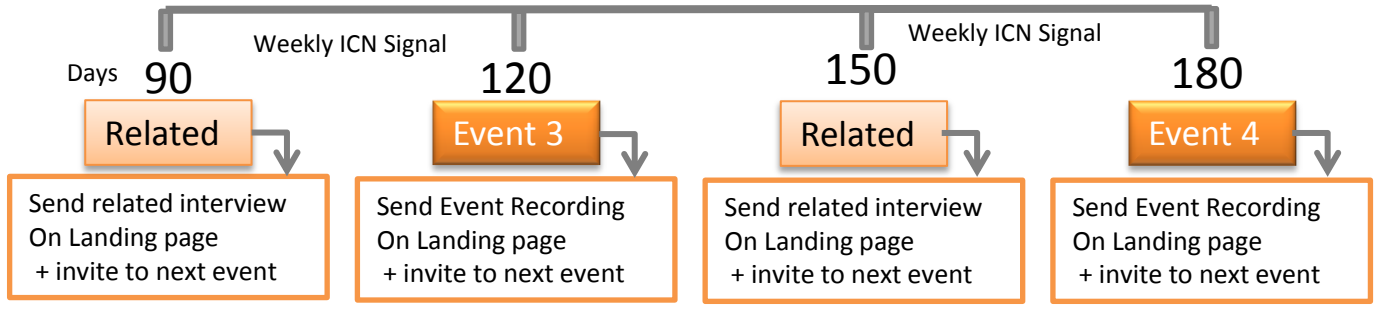 Weekly ICN Signal
Weekly ICN Signal
Days 90 120 150 180
Related
Event 3
Related
Event 4
Send related interview
On Landing page
+ invite to next event
Send Event Recording
On Landing page
+ invite to next event
Send related interview
On Landing page
+ invite to next event
Send Event Recording
On Landing page
+ invite to next event